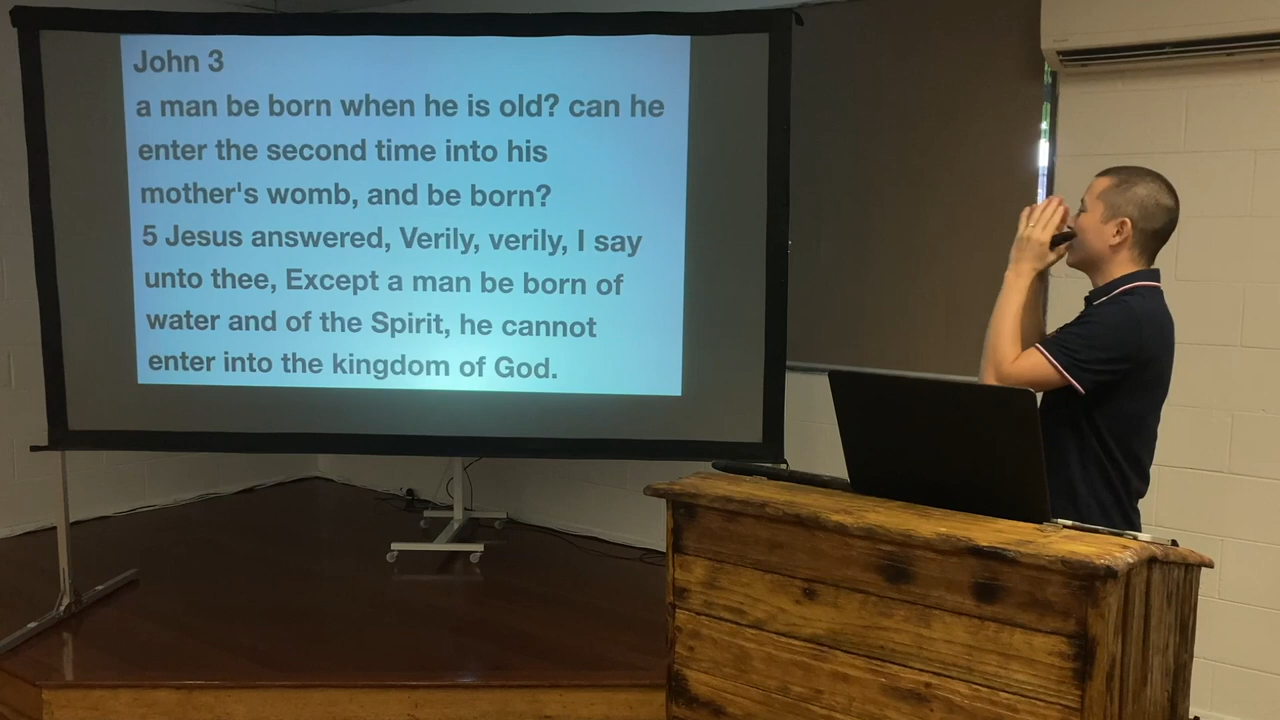 John 3
a man be born when he is old? can he
enter the second time into his
mother's womb, and be born?
5 Jesus answered, Verily, verily, I say
unto thee, Except a man be born of
water and of the Spirit, he cannot
enter into the kingdom of God.